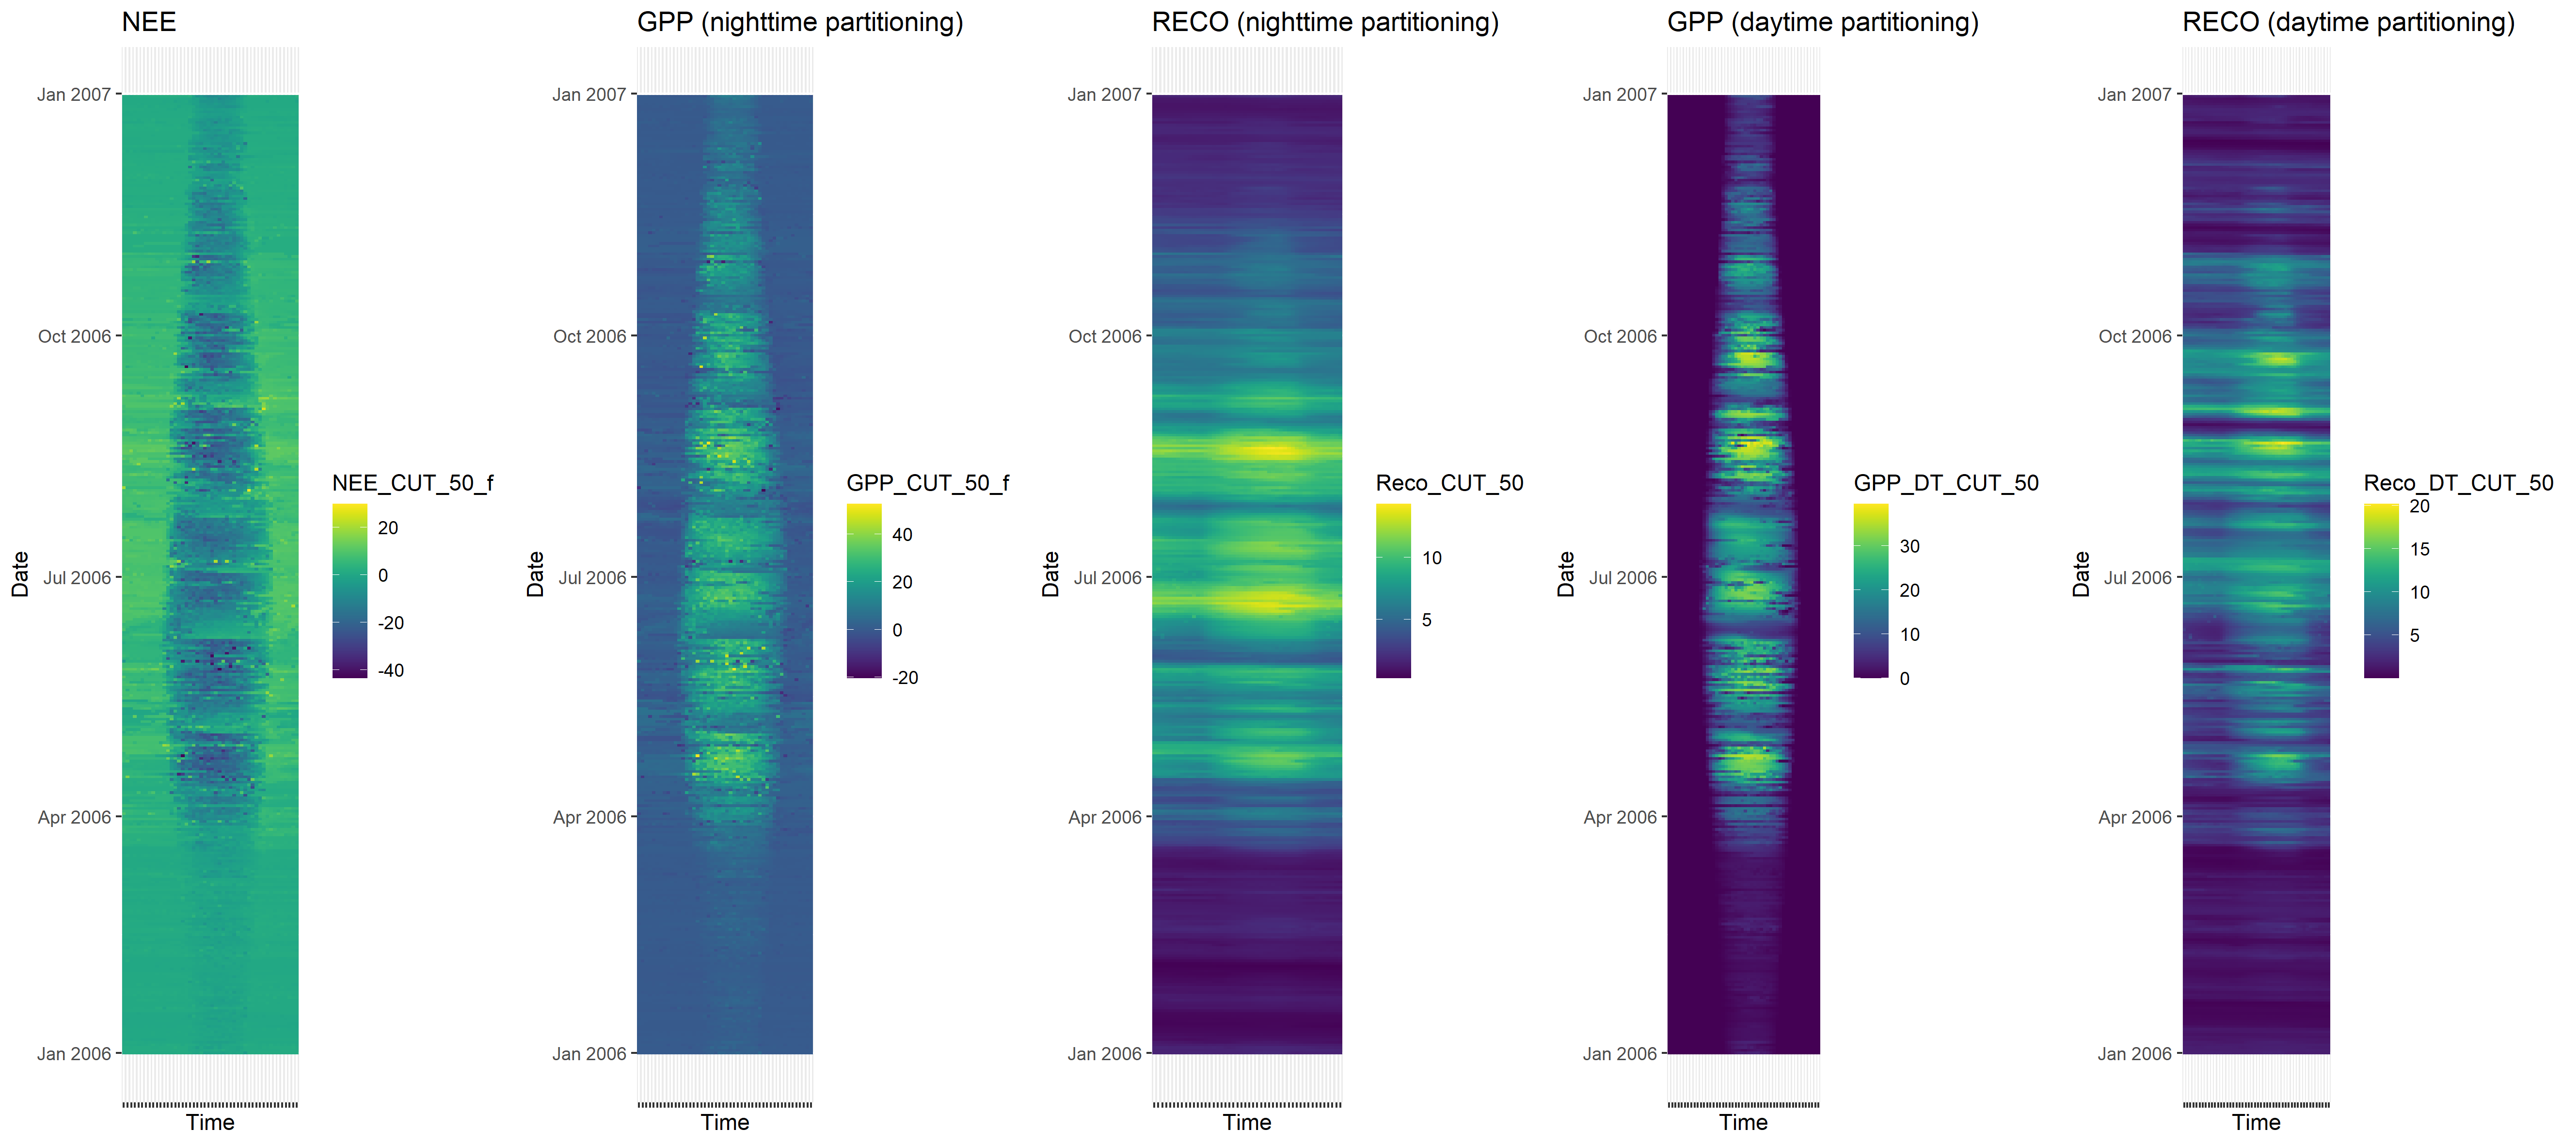 NEE
Jan 2007
Oct 2006
Jul 2006
Apr 2006
Jan 2006
Date
Time
NEE_CUT_50_f
20
0
-20
-40
GPP (nighttime partitioning)
Jan 2007
Oct 2006
Jul 2006
Apr 2006
Jan 2006
Date
Time
GPP_CUT_50_f
40
20
0
-20
RECO (nighttime partitioning)
Jan 2007
Oct 2006
Jul 2006
Apr 2006
Jan 2006
Date
Time
Reco_CUT_50
10
5
GPP (daytime partitioning)
Jan 2007
Oct 2006
Jul 2006
Apr 2006
Jan 2006
Date
Time
GPP_DT_CUT_50
30
20
10
0
RECO (daytime partitioning)
Jan 2007
Oct 2006
Jul 2006
Apr 2006
Jan 2006
Date
Time
Reco_DT_CUT_50
20
15
10
5